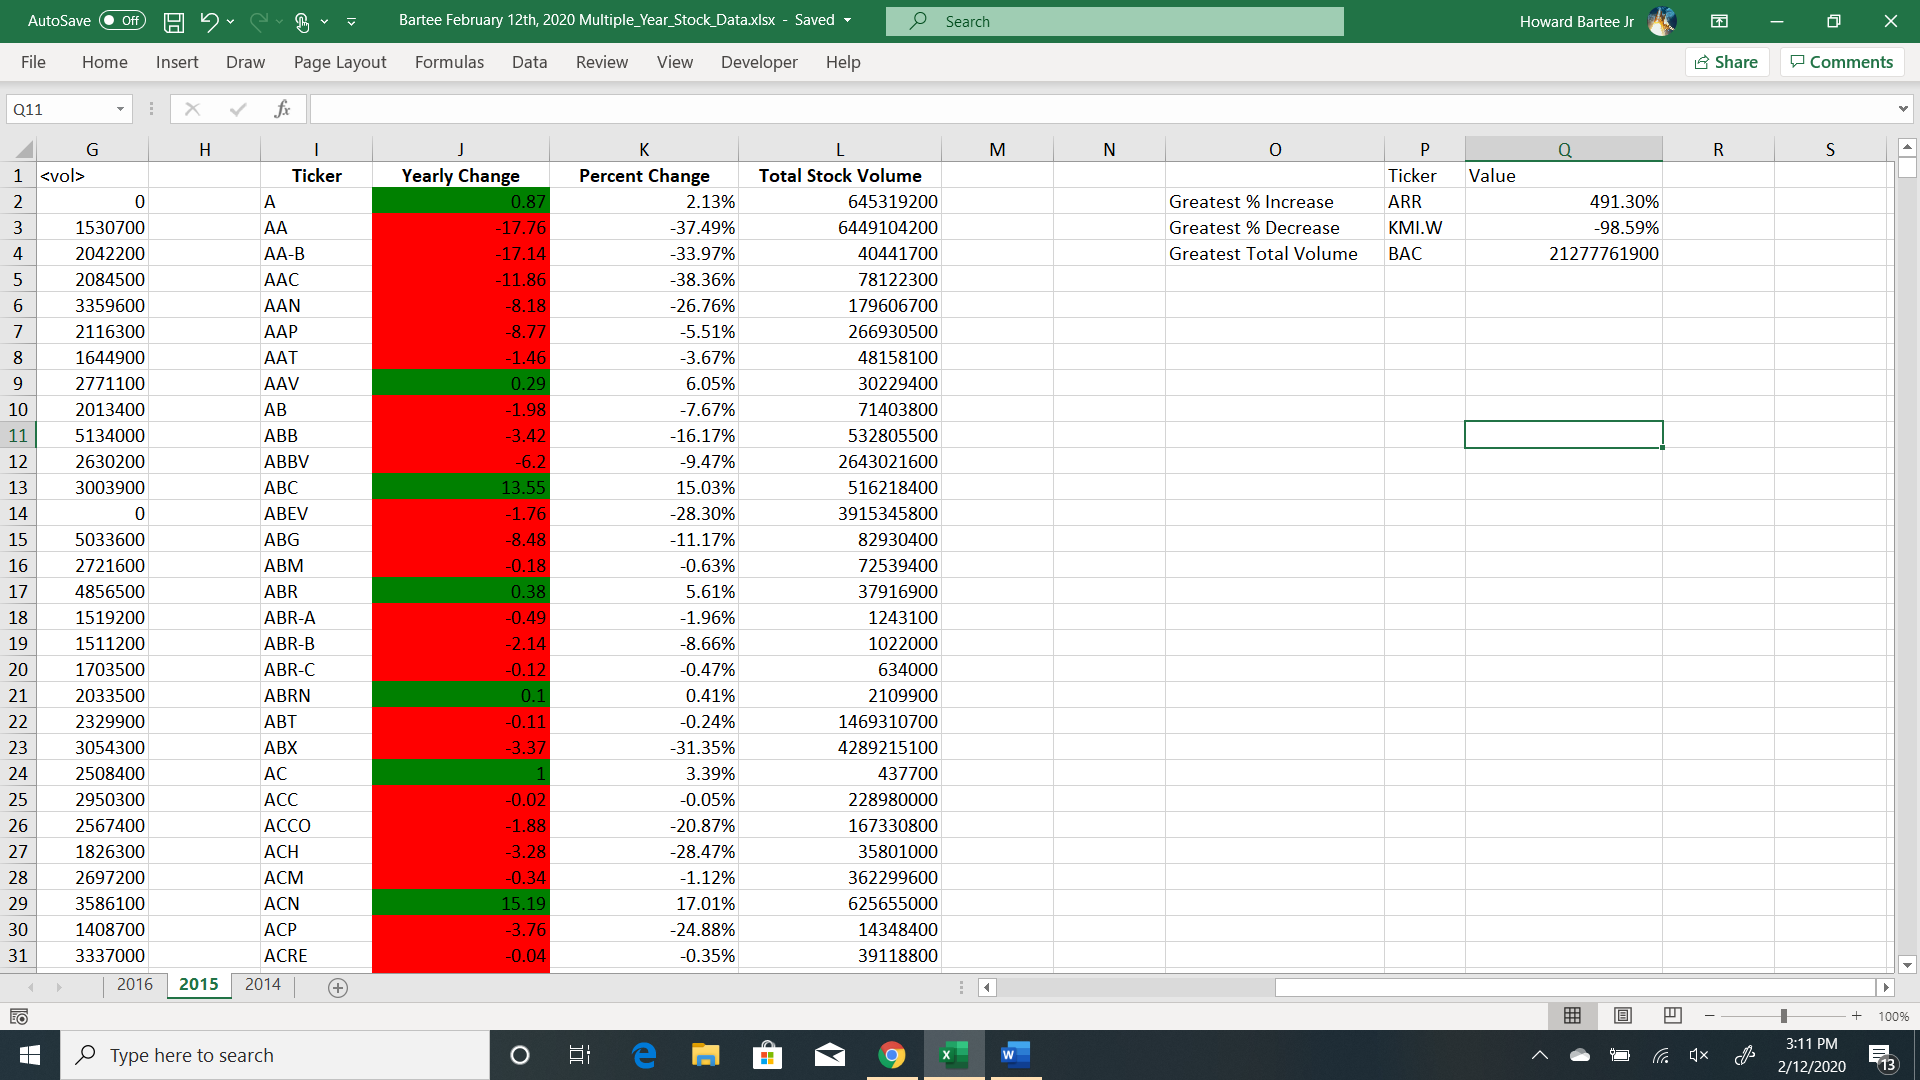 AutoSave Off Bartee February 12th, 2020 Multiple_Year_Stock_Data.xlsx - Saved Search Howard Bartee Jr
File Home Insert Draw Page Layout Formulas Data Review View Developer Help Share Comments
Q11 fx
G H I J K L M N O P Q R S
1 <vol> Ticker Yearly Change Percent Change Total Stock Volume Ticker Value
2 0 A 0.87 2.13% 645319200 Greatest % Increase ARR 491.30%
3 1530700 AA -17.76 -37.49% 6449104200 Greatest % Decrease KMI.W -98.59%
4 2042200 AA-B -17.14 -33.97% 40441700 Greatest Total Volume BAC 21277761900
5 2084500 AAC -11.86 -38.36% 78122300
6 3359600 AAN -8.18 -26.76% 179606700
7 2116300 AAP -8.77 -5.51% 266930500
8 1644900 AAT -1.46 -3.67% 48158100
9 2771100 AAV 0.29 6.05% 30229400
10 2013400 AB -1.98 -7.67% 71403800
11 5134000 ABB -3.42 -16.17% 532805500
12 2630200 ABBV -6.2 -9.47% 2643021600
13 3003900 ABC 13.55 15.03% 516218400
14 0 ABEV -1.76 -28.30% 3915345800
15 5033600 ABG -8.48 -11.17% 82930400
16 2721600 ABM -0.18 -0.63% 72539400
17 4856500 ABR 0.38 5.61% 37916900
18 1519200 ABR-A -0.49 -1.96% 1243100
19 1511200 ABR-B -2.14 -8.66% 1022000
20 1703500 ABR-C -0.12 -0.47% 634000
21 2033500 ABRN 0.1 0.41% 2109900
22 2329900 ABT -0.11 -0.24% 1469310700
23 3054300 ABX -3.37 -31.35% 4289215100
24 2508400 AC 1 3.39% 437700
25 2950300 ACC -0.02 -0.05% 228980000
26 2567400 ACCO -1.88 -20.87% 167330800
27 1826300 ACH -3.28 -28.47% 35801000
28 2697200 ACM -0.34 -1.12% 362299600
29 3586100 ACN 15.19 17.01% 625655000
30 1408700 ACP -3.76 -24.88% 14348400
31 3337000 ACRE -0.04 -0.35% 39118800
2016 2015 2014
100%
Type here to search
3:11 PM
2/12/2020
13